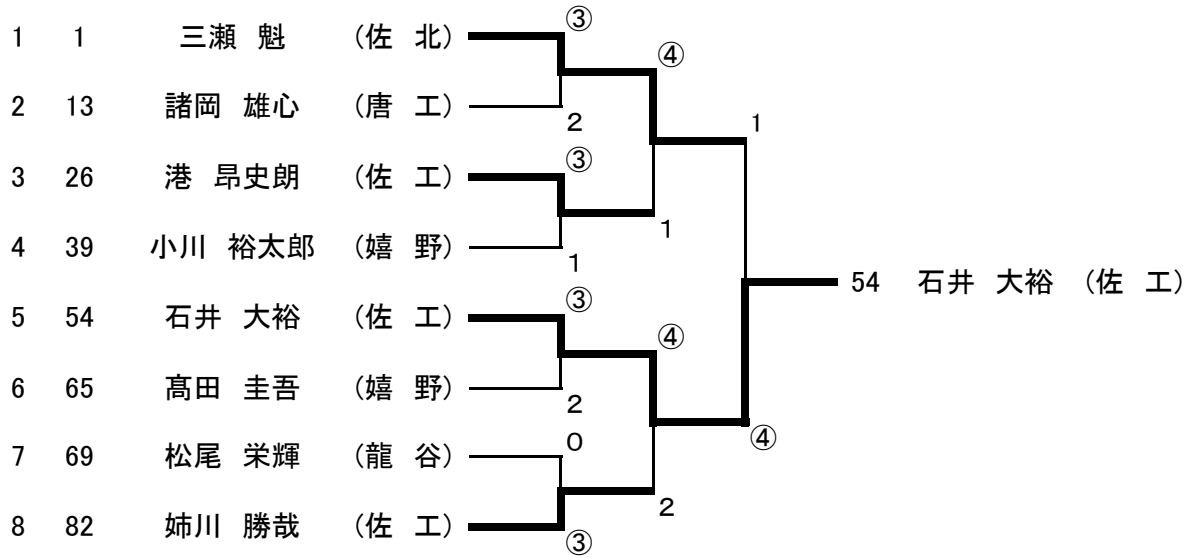 ③
1 1 三瀬 魁 (佐 北)
④
2 13 諸岡 雄心 (唐 工)
2
1
③
3 26 港 昂史朗 (佐 工)
1
4 39 小川 裕太郎 (嬉 野)
1
54 石井 大裕 (佐 工)
③
5 54 石井 大裕 (佐 工)
④
6 65 髙田 圭吾 (嬉 野)
2
0
④
7 69 松尾 栄輝 (龍 谷)
2
8 82 姉川 勝哉 (佐 工)
③